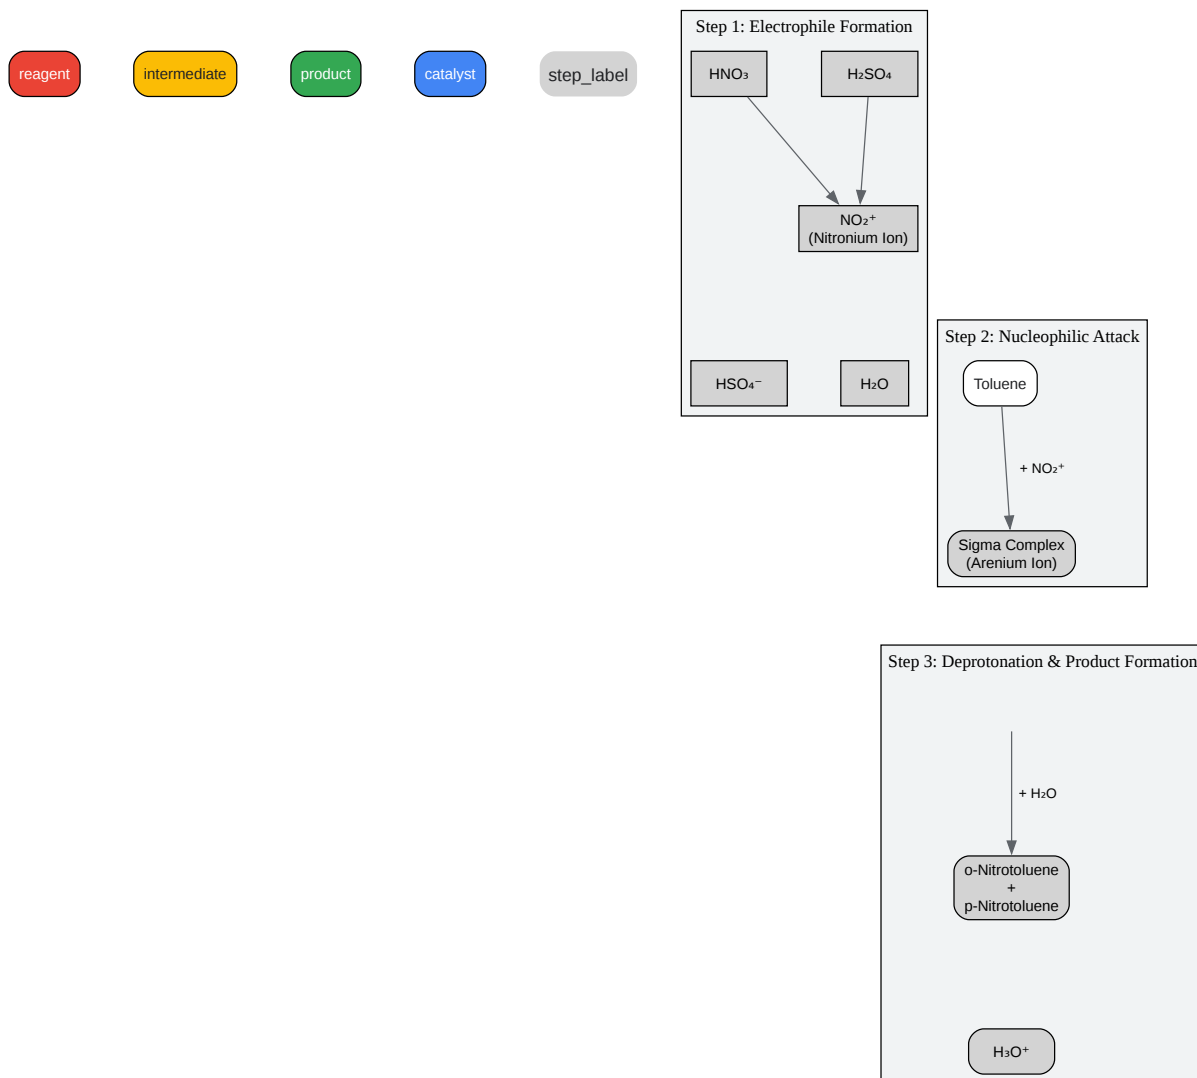 reagent
intermediate
product
catalyst
step_label
Step 1: Electrophile Formation
HNO₃
H₂SO₄
NO₂⁺
(Nitronium Ion)
HSO₄⁻
H₂O
Step 2: Nucleophilic Attack
Toluene
+ NO₂⁺
Sigma Complex
(Arenium Ion)
Step 3: Deprotonation & Product Formation
+ H₂O
o-Nitrotoluene
+
p-Nitrotoluene
H₃O⁺